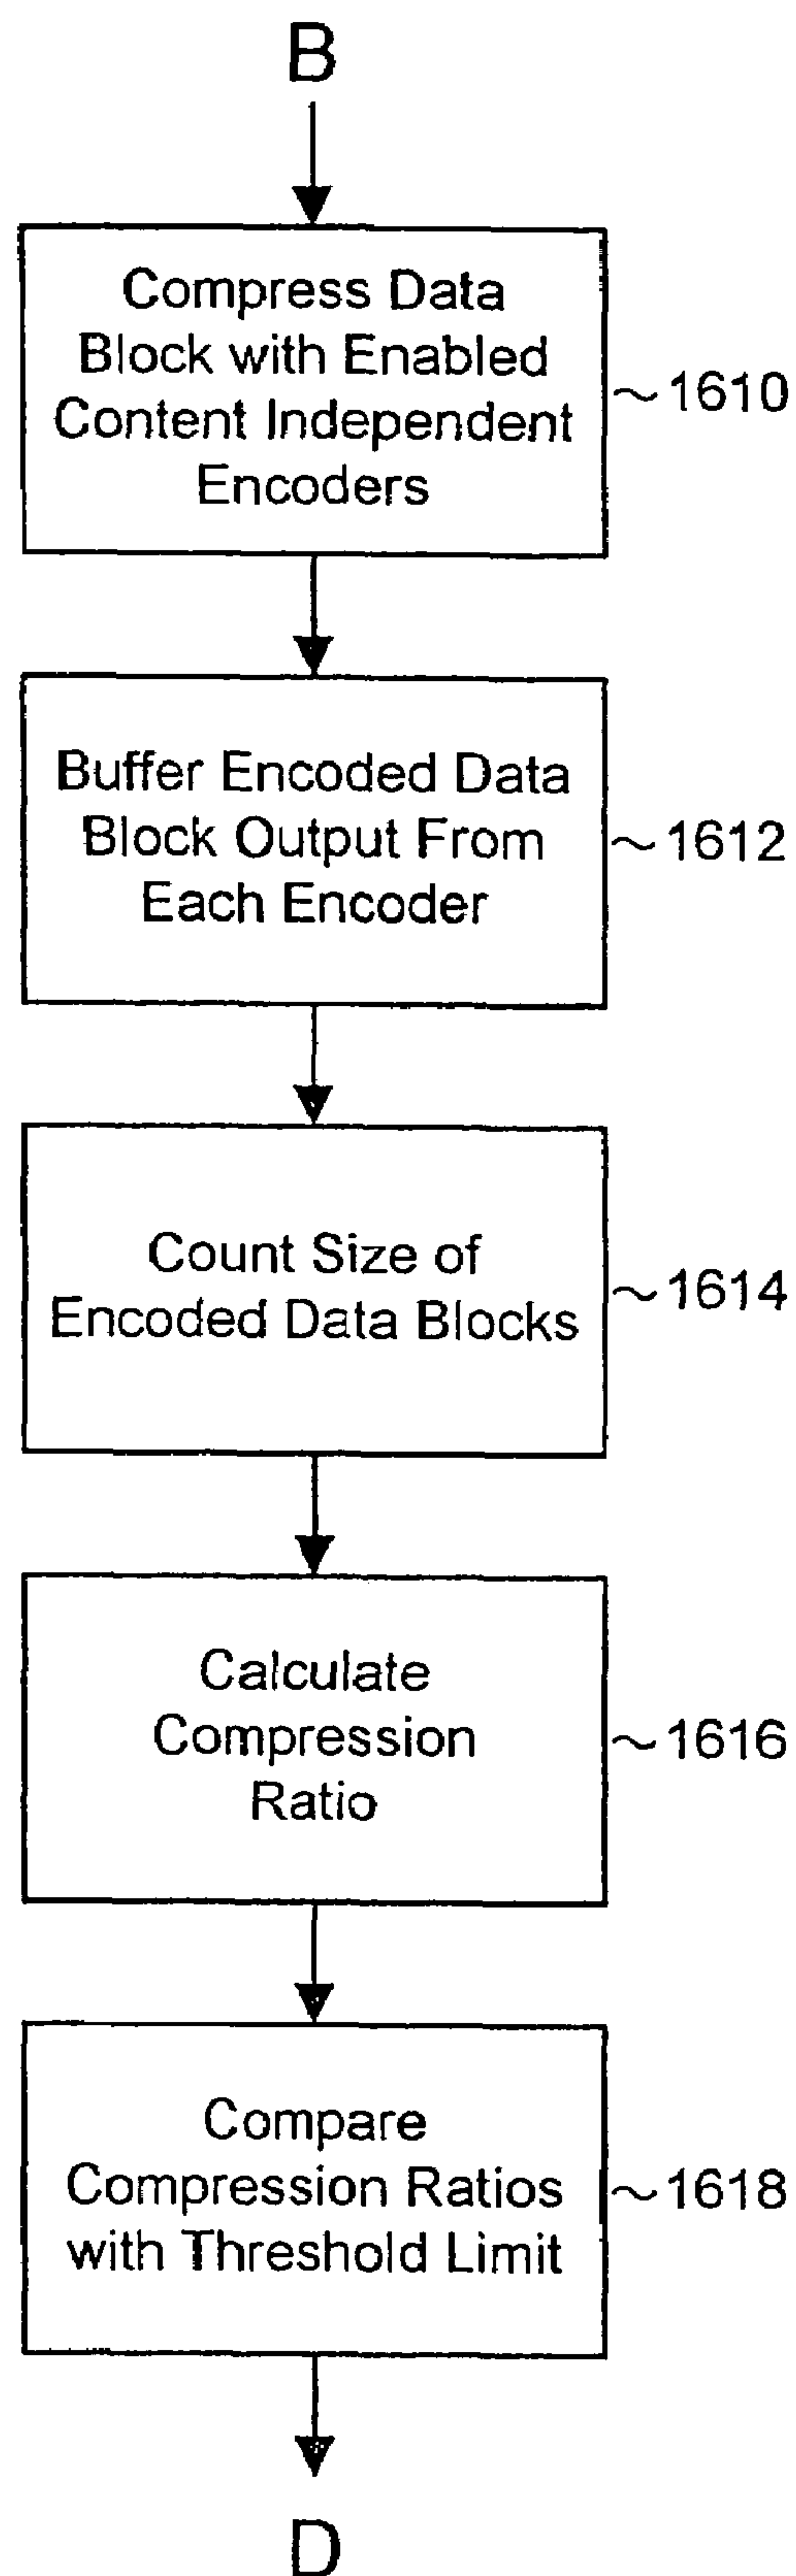 B
Compress Data
Block with Enabled
Content Independent
Encoders
~1610
Buffer Encoded Data
Block Output From
Each Encoder
~1612
Count Size of
Encoded Data Blocks
~1614
Calculate
Compression
Ratio
~1616
Compare
Compression Ratios
with Threshold Limit
~1618
D